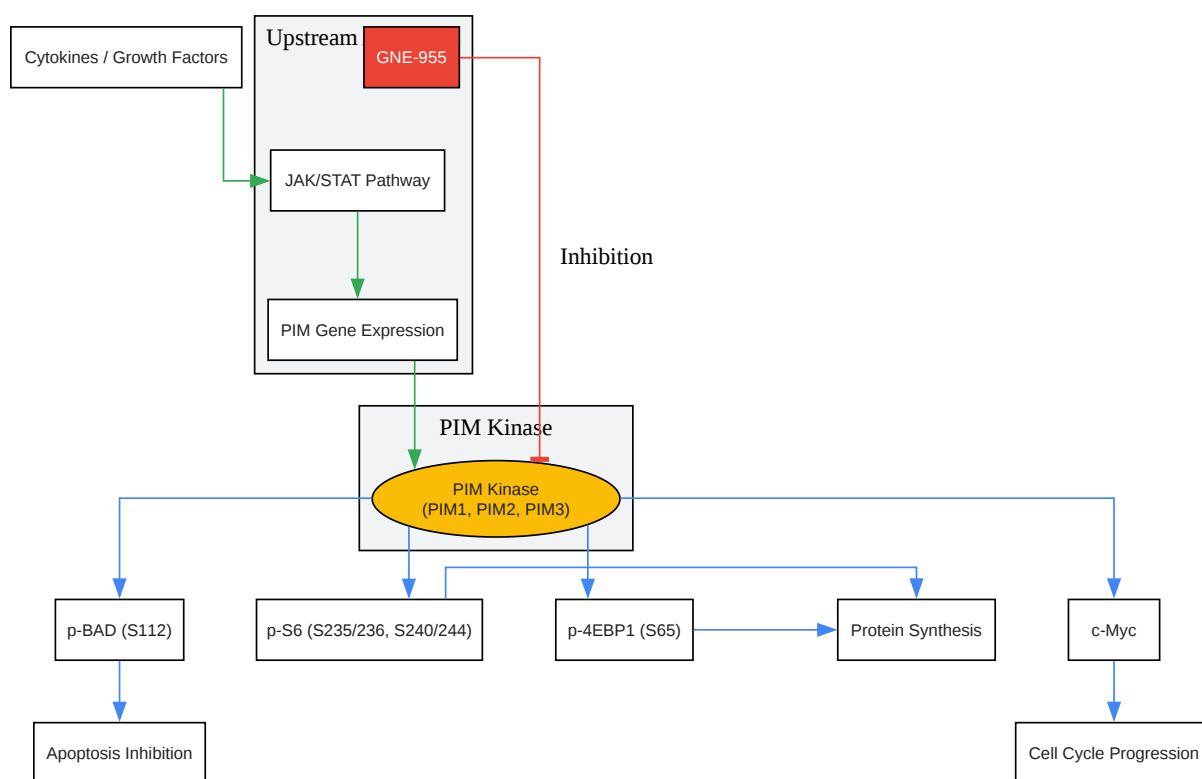 Cytokines / Growth Factors
Upstream
GNE-955
JAK/STAT Pathway
Inhibition
PIM Gene Expression
PIM Kinase
PIM Kinase
(PIM1, PIM2, PIM3)
p-BAD (S112)
p-S6 (S235/236, S240/244)
p-4EBP1 (S65)
Protein Synthesis
c-Myc
Apoptosis Inhibition
Cell Cycle Progression